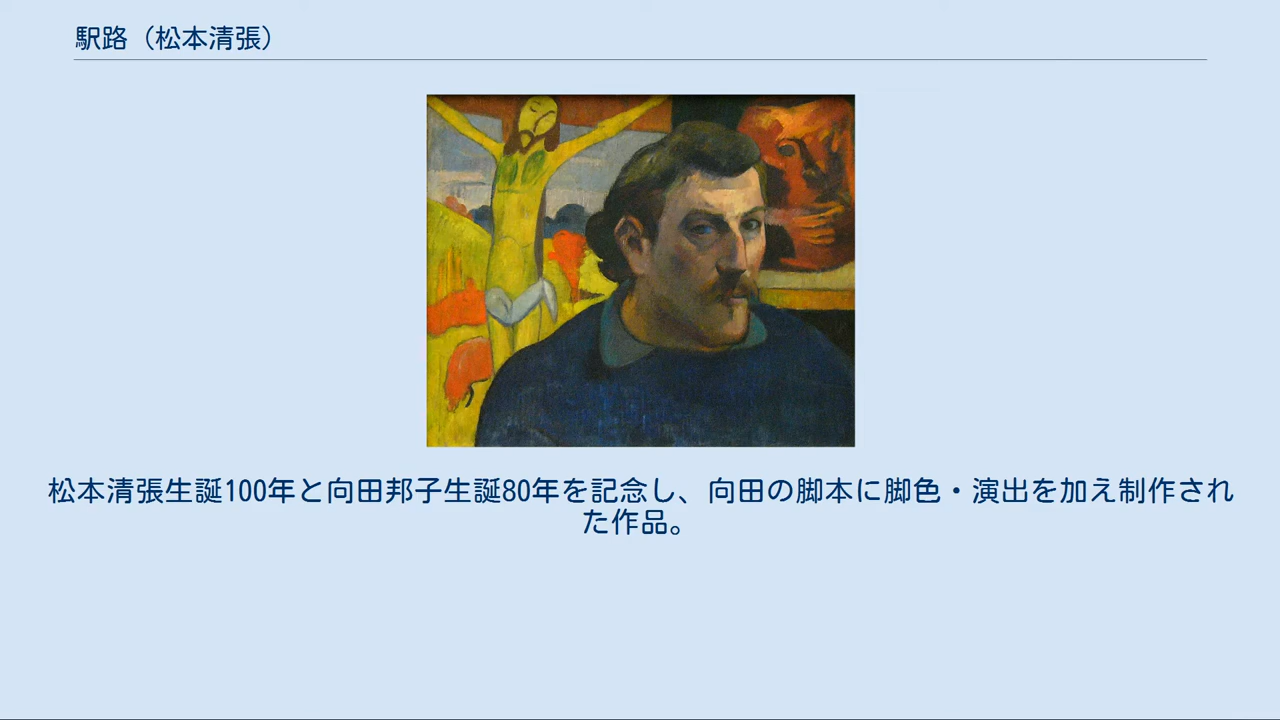 駅路（松本清張）
松本清張生誕100年と向田邦子生誕80年を記念し、向田の脚本に脚色・演出を加え制作され
た作品。